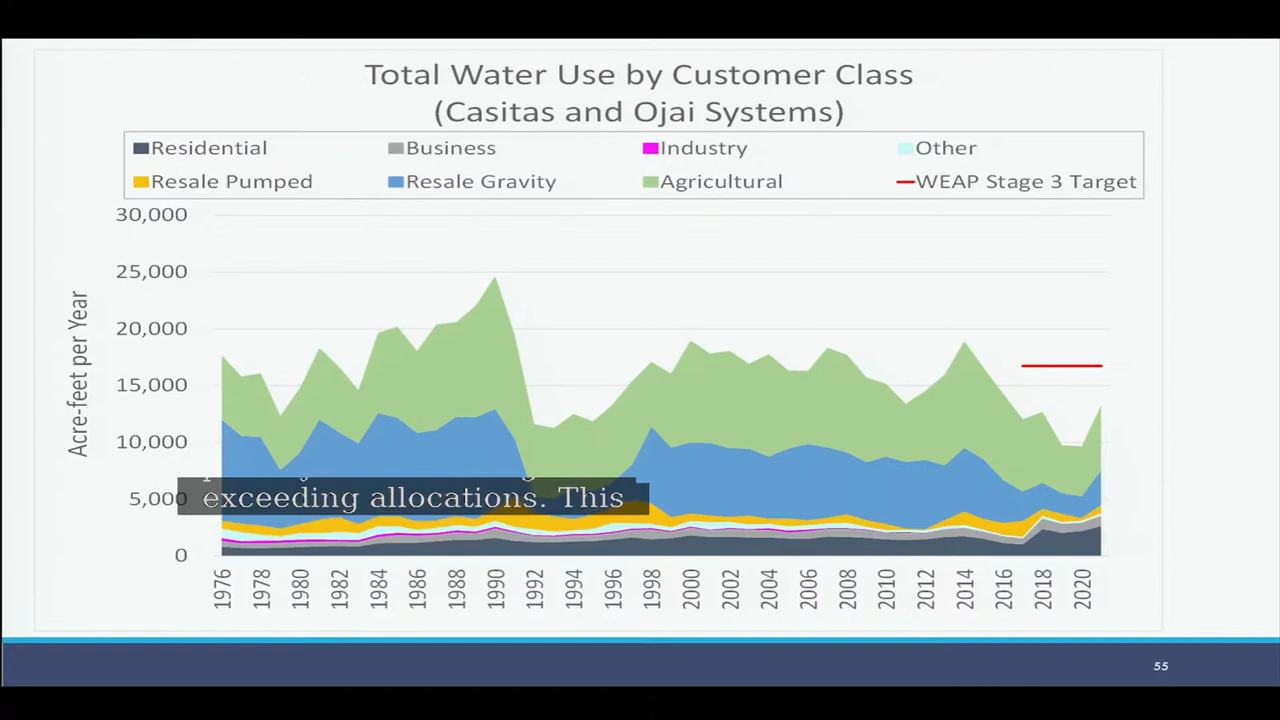 Total Water Use by Customer Class
(Casitas and Ojai Systems)
Residential Business Industry Other
Resale Pumped Resale Gravity Agricultural WEAP Stage 3 Target
Acre-feet per Year
30,000
25,000
20,000
15,000
10,000
5,000
0
exceeding allocations. This
1976 1978 1980 1982 1984 1986 1988 1990 1992 1994 1996 1998 2000 2002 2004 2006 2008 2010 2012 2014 2016 2018 2020
55